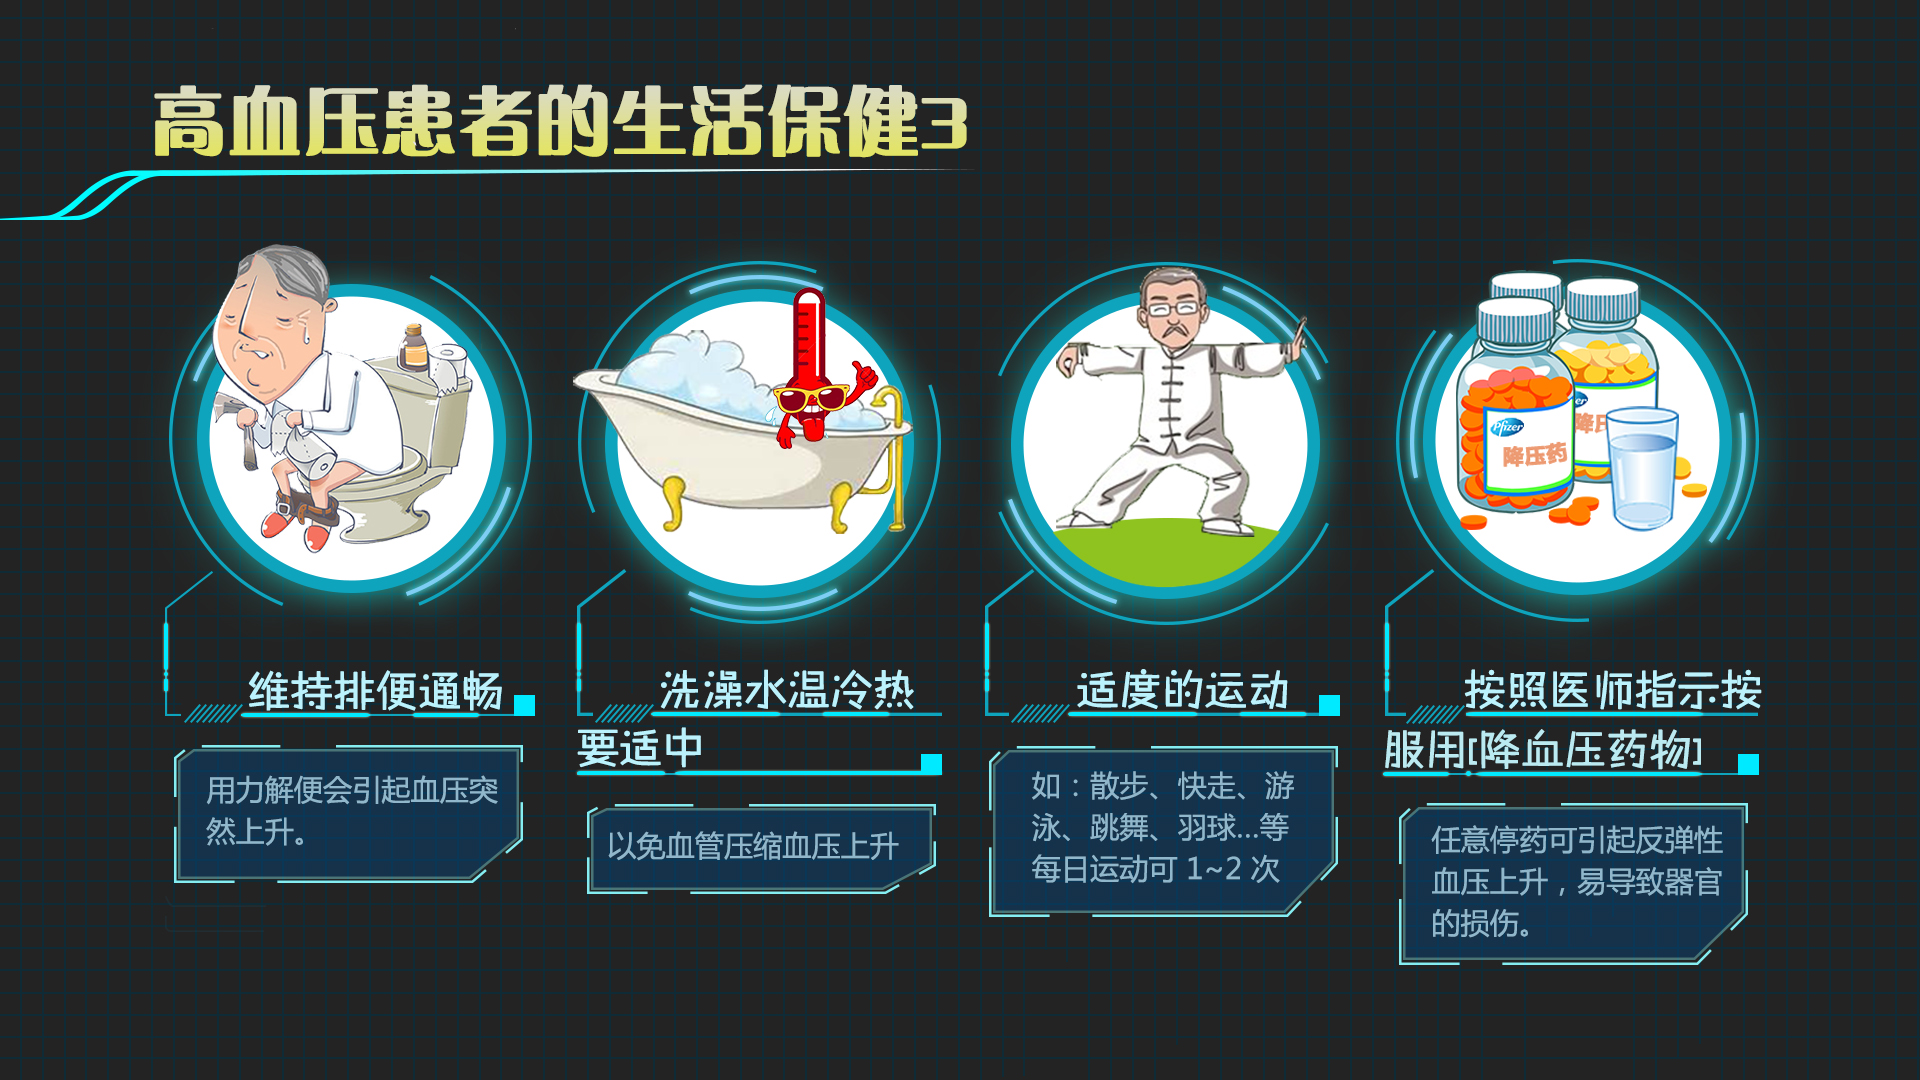 高血压患者的生活保健3
维持排便通畅
用力解便会引起血压突
然上升。
洗澡水温冷热
要适中
以免血管压缩血压上升
适度的运动
如：散步、快走、游
泳、跳舞、羽球...等
每日运动可 1~2 次
Pfizer
降压药
er
降压
按照医师指示按
服用[降血压药物]
任意停药可引起反弹性
血压上升，易导致器官
的损伤。